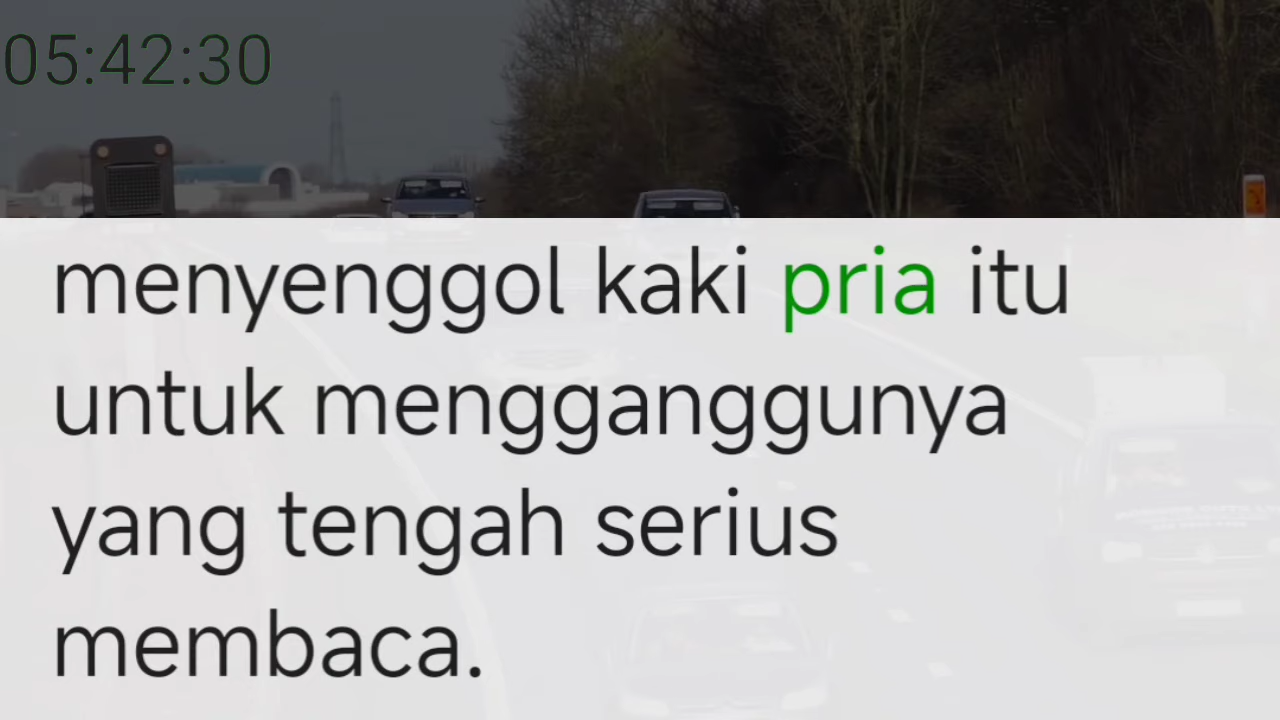 05:42:30
menyenggol kaki pria itu
untuk mengganggunya
yang tengah serius
membaca.